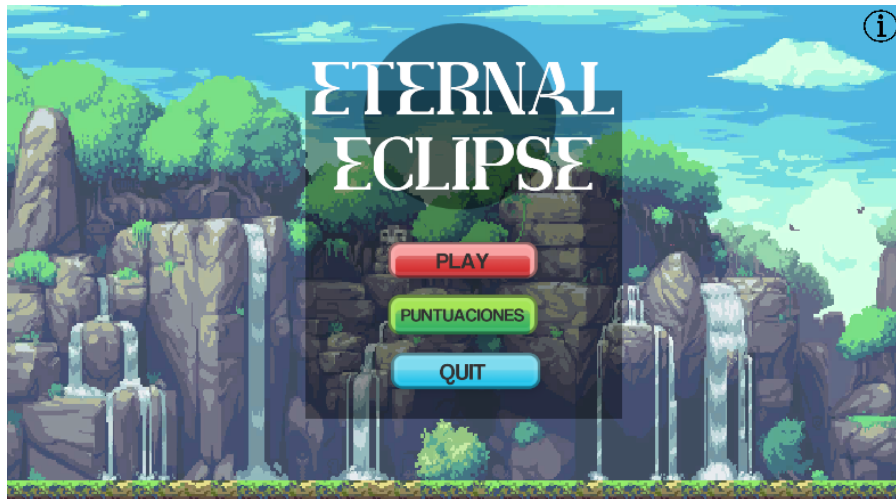 ETERNAL
ECLIPSE
PLAY
PUNTUACIONES
QUIT
i